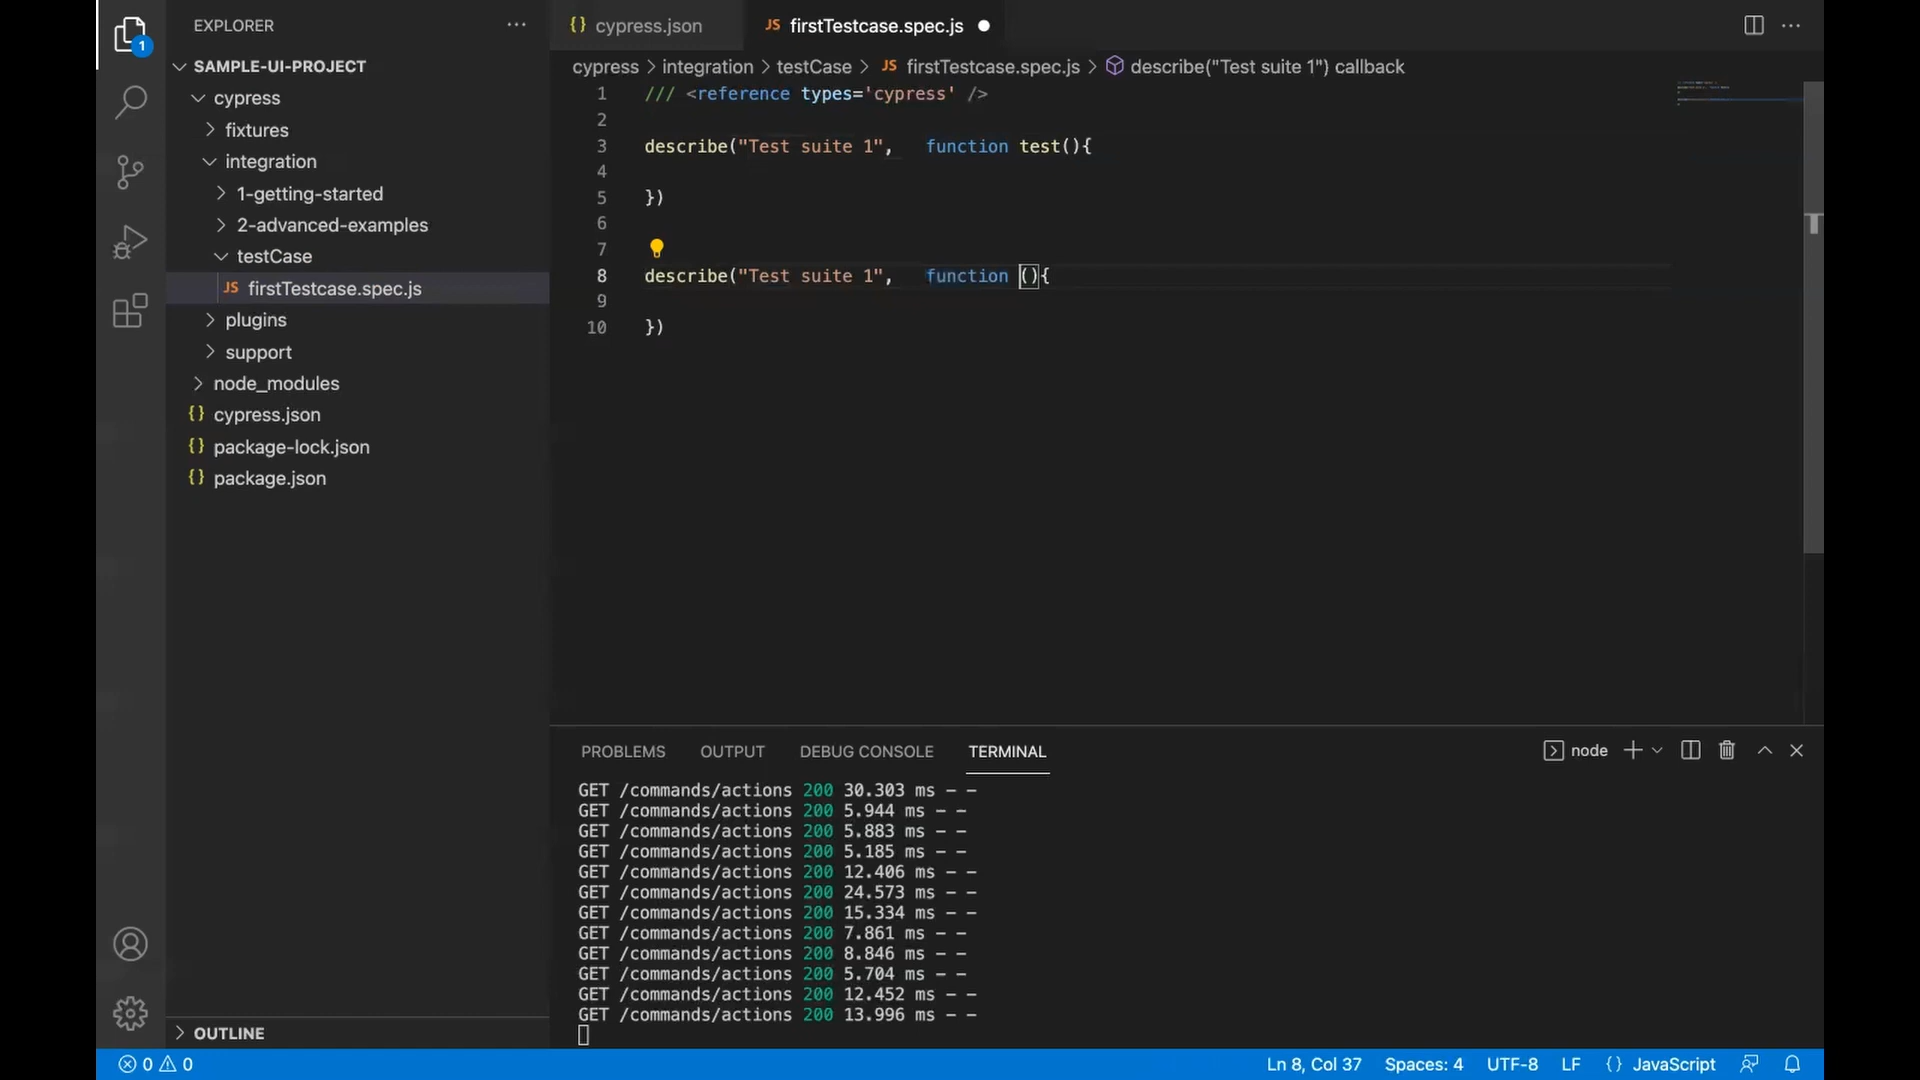 1
EXPLORER
SAMPLE-UI-PROJECT
cypress
fixtures
integration
1-getting-started
2-advanced-examples
testCase
JS firstTestcase.spec.js
plugins
support
node_modules
{} cypress.json
{} package-lock.json
{} package.json
OUTLINE
{} cypress.json
JS firstTestcase.spec.js
cypress > integration > testCase > JS firstTestcase.spec.js > describe("Test suite 1") callback
1 /// <reference types='cypress' />
2
3 describe("Test suite 1",   function test(){
4
5 })
6
7
8 describe("Test suite 1",   function (){
9
10 })
PROBLEMS OUTPUT DEBUG CONSOLE TERMINAL
node
GET /commands/actions 200 30.303 ms - -
GET /commands/actions 200 5.944 ms - -
GET /commands/actions 200 5.883 ms - -
GET /commands/actions 200 5.185 ms - -
GET /commands/actions 200 12.406 ms - -
GET /commands/actions 200 24.573 ms - -
GET /commands/actions 200 15.334 ms - -
GET /commands/actions 200 7.861 ms - -
GET /commands/actions 200 8.846 ms - -
GET /commands/actions 200 5.704 ms - -
GET /commands/actions 200 12.452 ms - -
GET /commands/actions 200 13.996 ms - -
0 0
Ln 8, Col 37 Spaces: 4 UTF-8 LF {} JavaScript